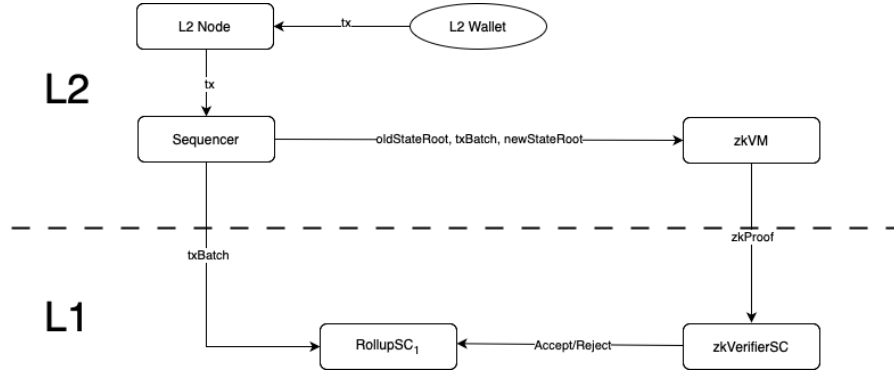 L2 Node
tx
L2 Wallet
L2
tx
Sequencer
oldStateRoot, txBatch, newStateRoot
zkVM
txBatch
zkProof
L1
RollupSC₁
Accept/Reject
zkVerifierSC